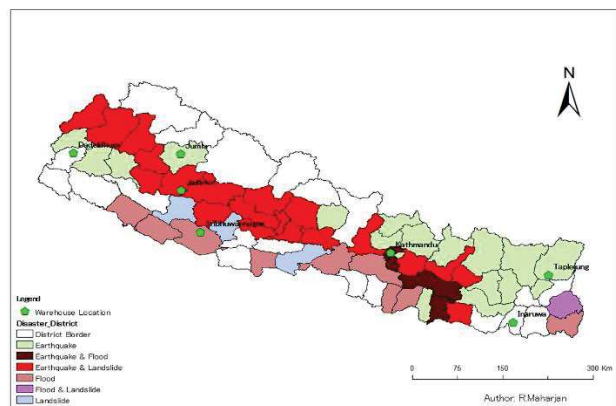 N
Jumla
Kathmandu
Taplejung
Inaruwa
Legend
Warehouse Location
Disaster_District
District Border
Earthquake
Earthquake & Flood
Earthquake & Landslide
Flood
Flood & Landslide
Landslide
0 75 150 300 Km
Author: R.Maharjan